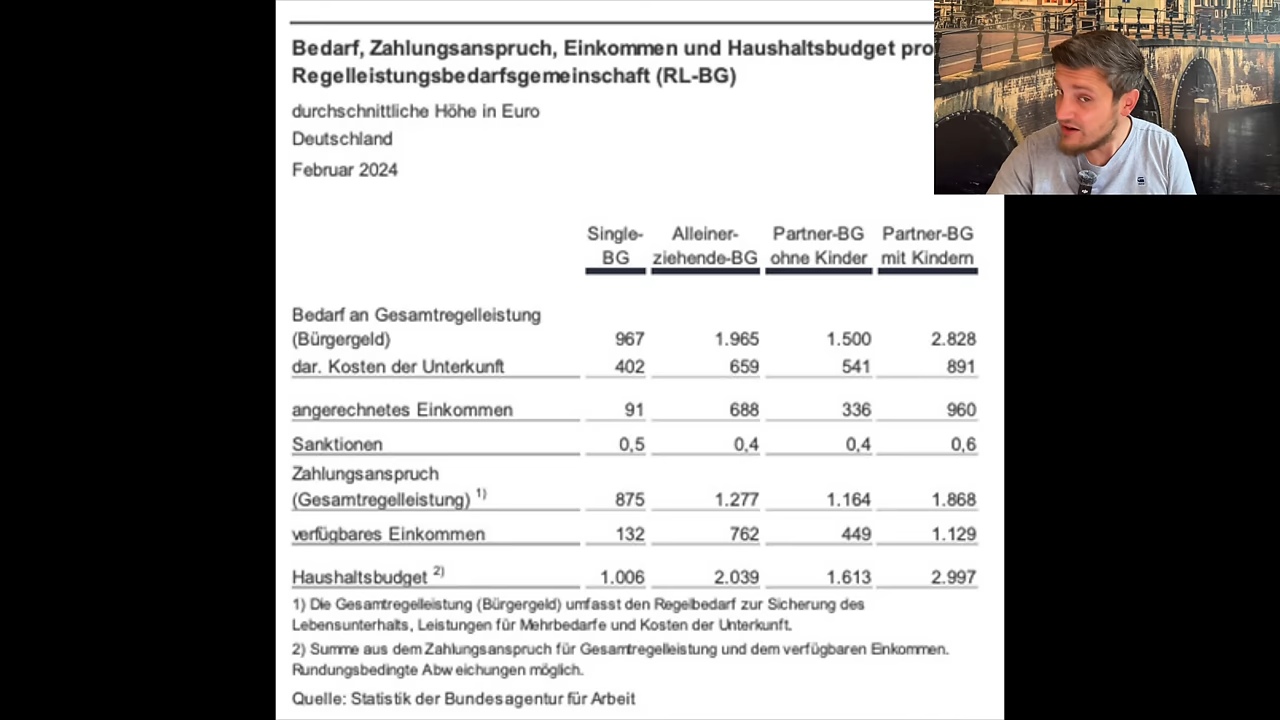 Bedarf, Zahlungsanspruch, Einkommen und Haushaltsbudget pro
Regelleistungsbedarfsgemeinschaft (RL-BG)
durchschnittliche Höhe in Euro
Deutschland
Februar 2024
Single- Alleiner- Partner-BG Partner-BG
BG ziehende-BG ohne Kinder mit Kindern
Bedarf an Gesamtregelleistung
(Bürgergeld) 967 1.965 1.500 2.828
dar. Kosten der Unterkunft 402 659 541 891
angerechnetes Einkommen 91 688 336 960
Sanktionen 0,5 0,4 0,4 0,6
Zahlungsanspruch
(Gesamtregelleistung) 1) 875 1.277 1.164 1.868
verfügbares Einkommen 132 762 449 1.129
Haushaltsbudget 2) 1.006 2.039 1.613 2.997
1) Die Gesamtregelleistung (Bürgergeld) umfasst den Regelbedarf zur Sicherung des
Lebensunterhalts, Leistungen für Mehrbedarfe und Kosten der Unterkunft.
2) Summe aus dem Zahlungsanspruch für Gesamtregelleistung und dem verfügbaren Einkommen.
Rundungsbedingte Abweichungen möglich.
Quelle: Statistik der Bundesagentur für Arbeit